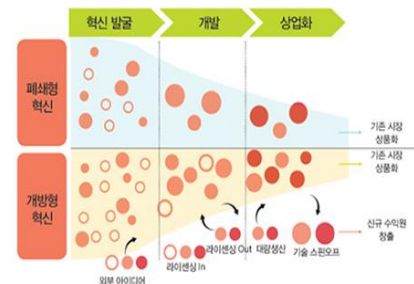 혁신 발굴
개발
상업화
폐쇄형
혁신
기존 시장
상품화
개방형
혁신
기존 시장
상품화
신규 수익원
창출
외부 아이디어
라이센싱 In
라이센싱 Out
대량생산
기술 스핀오프